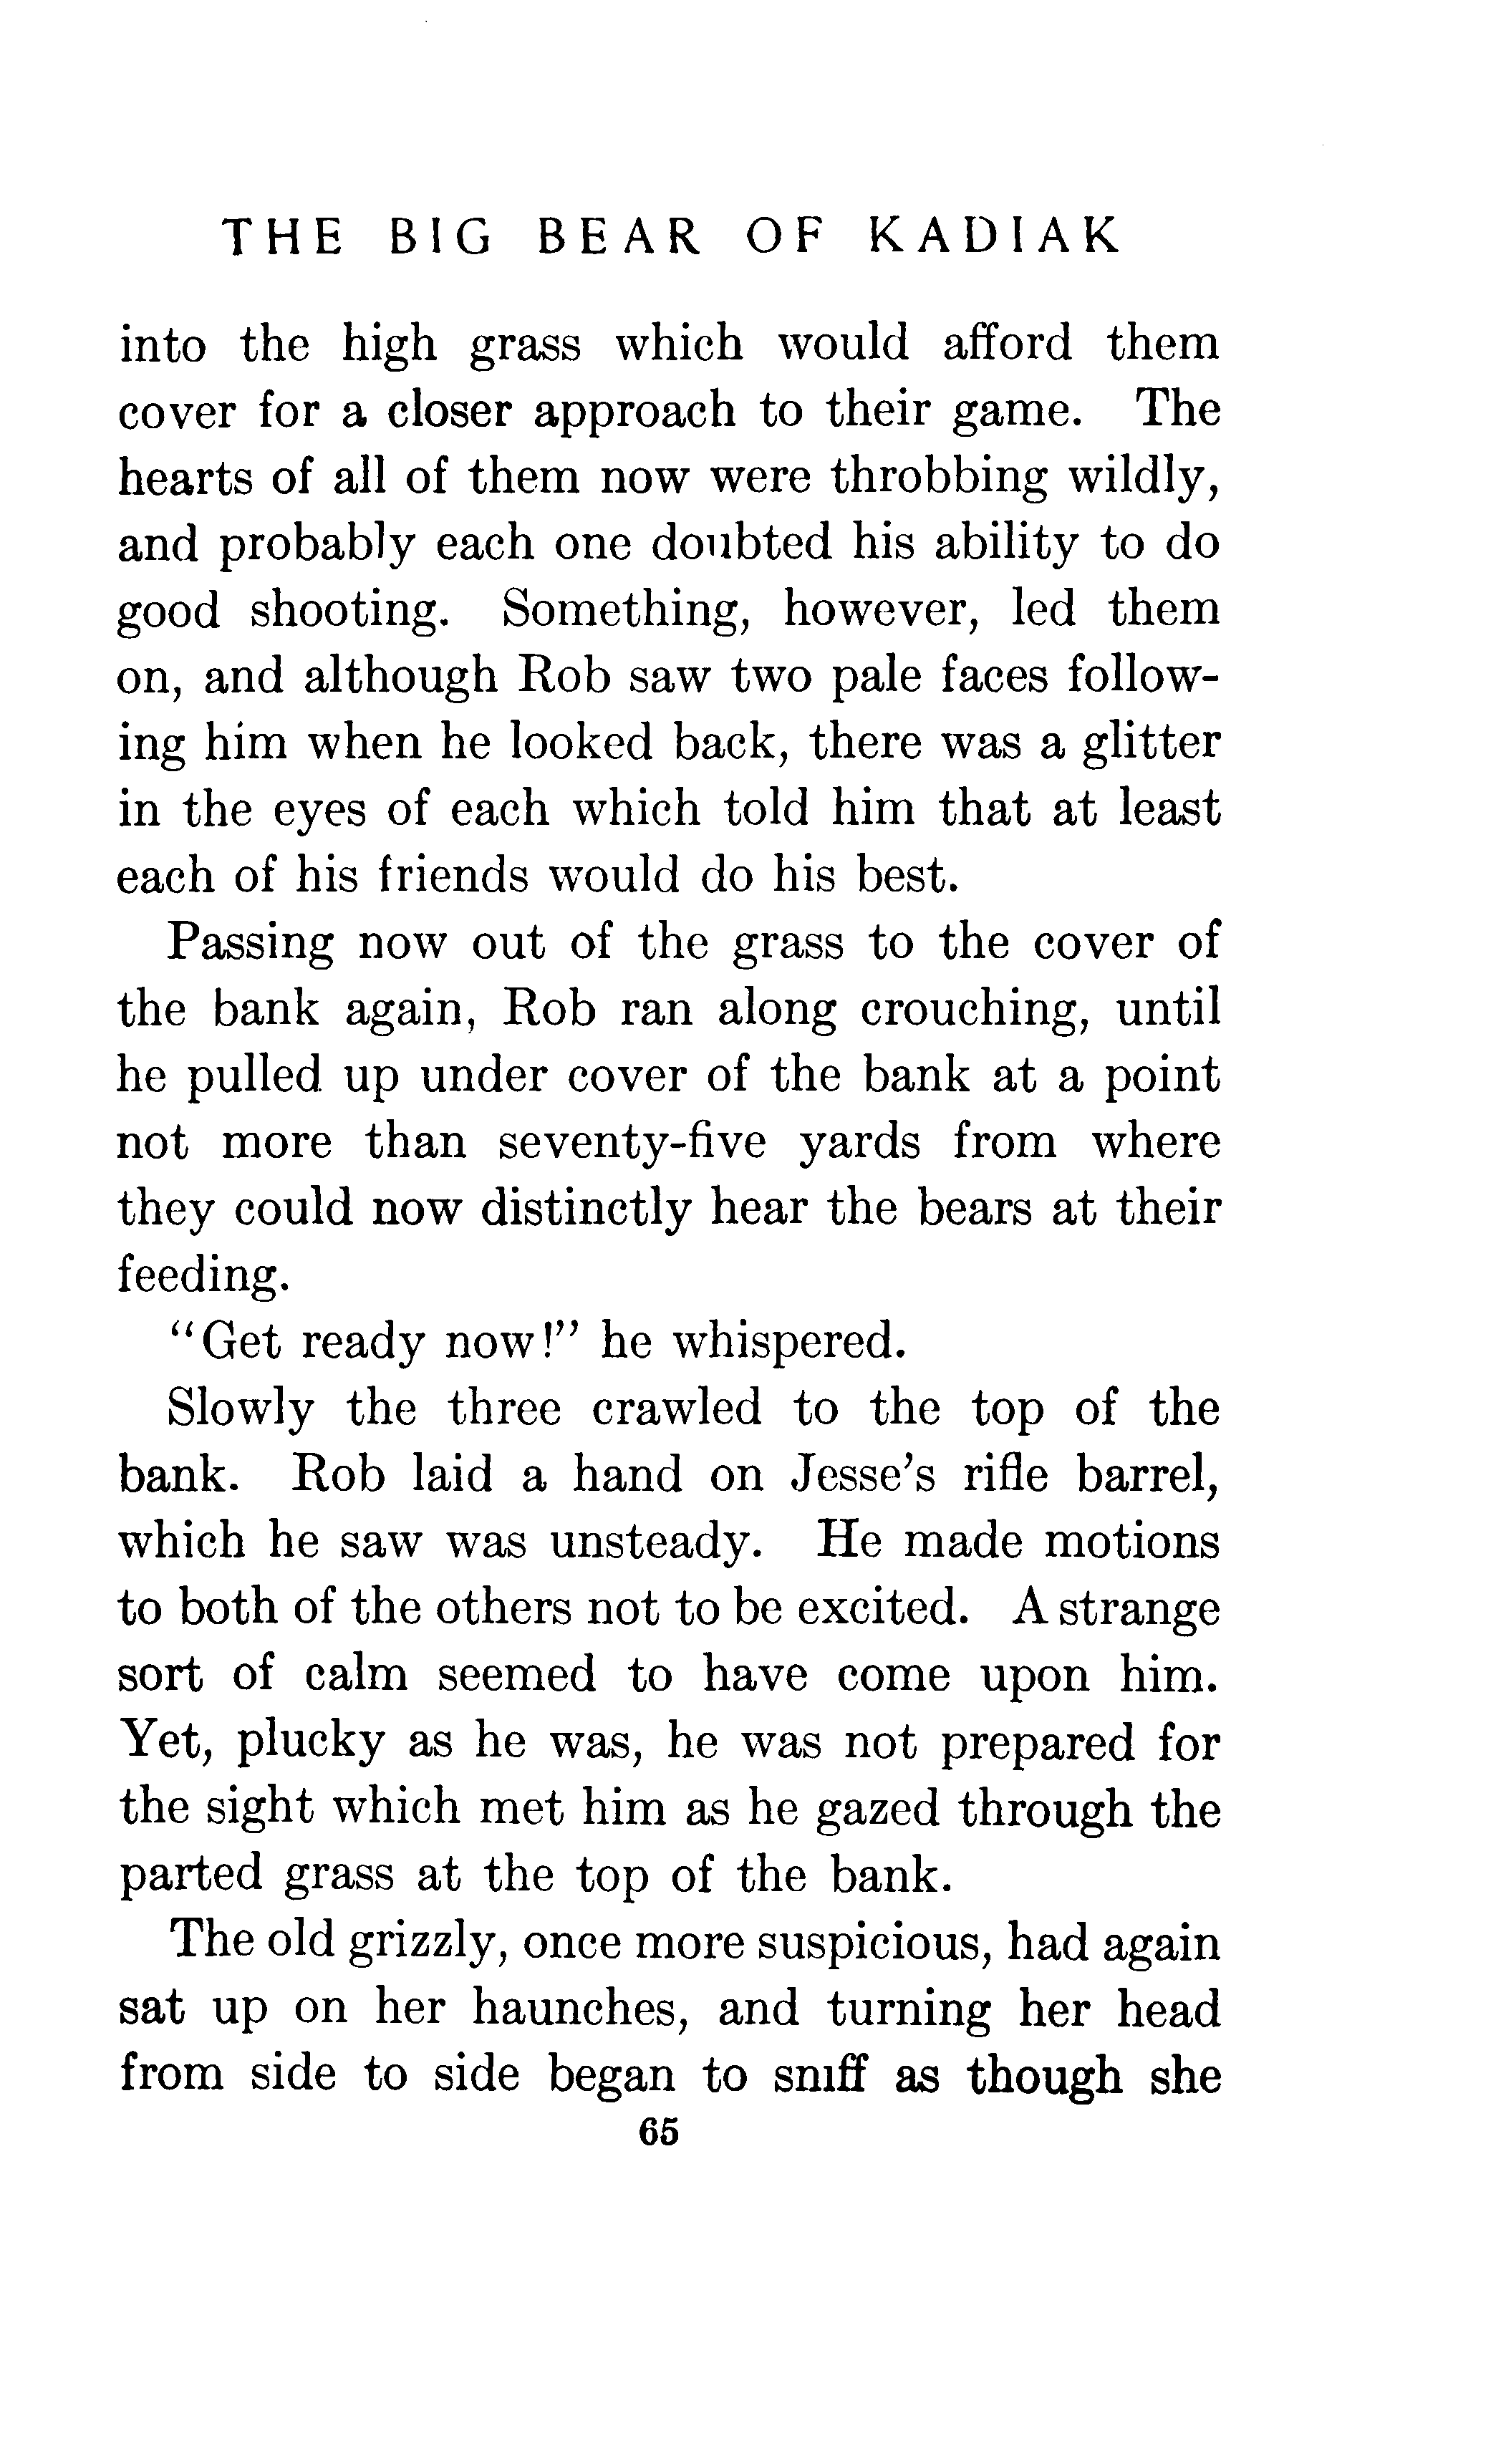 THE BIG BEAR OF KADIAK
into the high grass which would afford them
cover for a closer approach to their game. The
hearts of all of them now were throbbing wildly,
and probably each one doubted his ability to do
good shooting. Something, however, led them
on, and although Rob saw two pale faces follow-
ing him when he looked back, there was a glitter
in the eyes of each which told him that at least
each of his friends would do his best.
Passing now out of the grass to the cover of
the bank again, Rob ran along crouching, until
he pulled up under cover of the bank at a point
not more than seventy-five yards from where
they could now distinctly hear the bears at their
feeding.
“Get ready now!” he whispered.
Slowly the three crawled to the top of the
bank. Rob laid a hand on Jesse’s rifle barrel,
which he saw was unsteady. He made motions
to both of the others not to be excited. A strange
sort of calm seemed to have come upon him.
Yet, plucky as he was, he was not prepared for
the sight which met him as he gazed through the
parted grass at the top of the bank.
The old grizzly, once more suspicious, had again
sat up on her haunches, and turning her head
from side to side began to sniff as though she
65